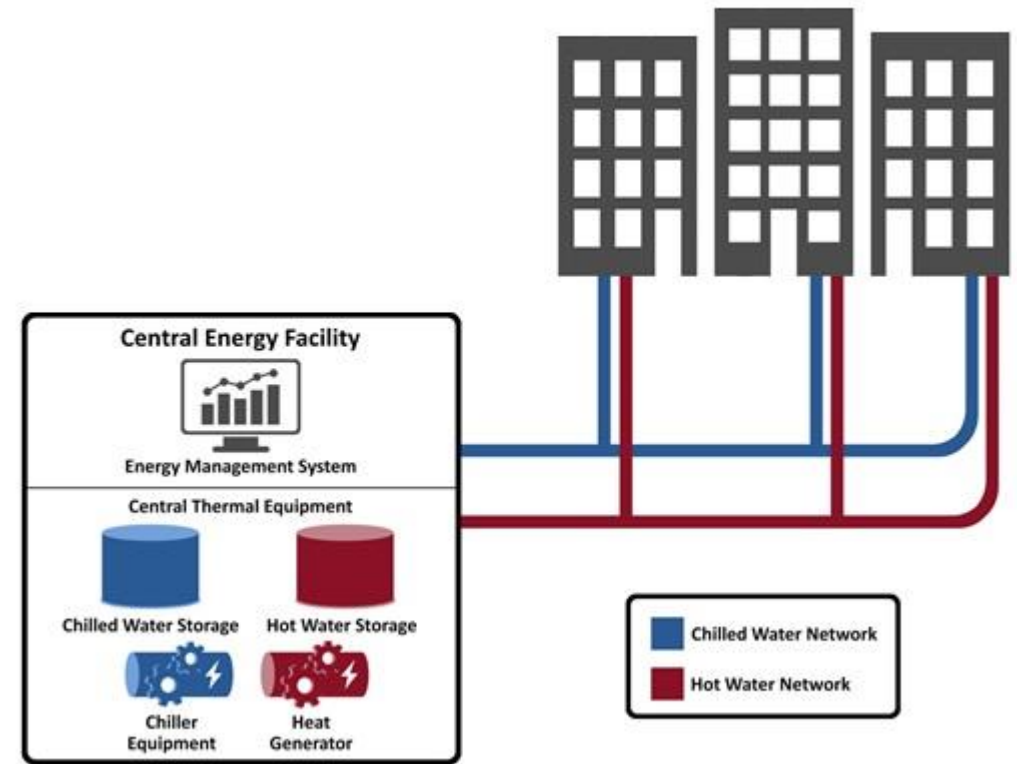 Central Energy Facility
Energy Management System
Central Thermal Equipment
Chilled Water Storage
Hot Water Storage
Chiller
Equipment
Heat
Generator
Chilled Water Network
Hot Water Network